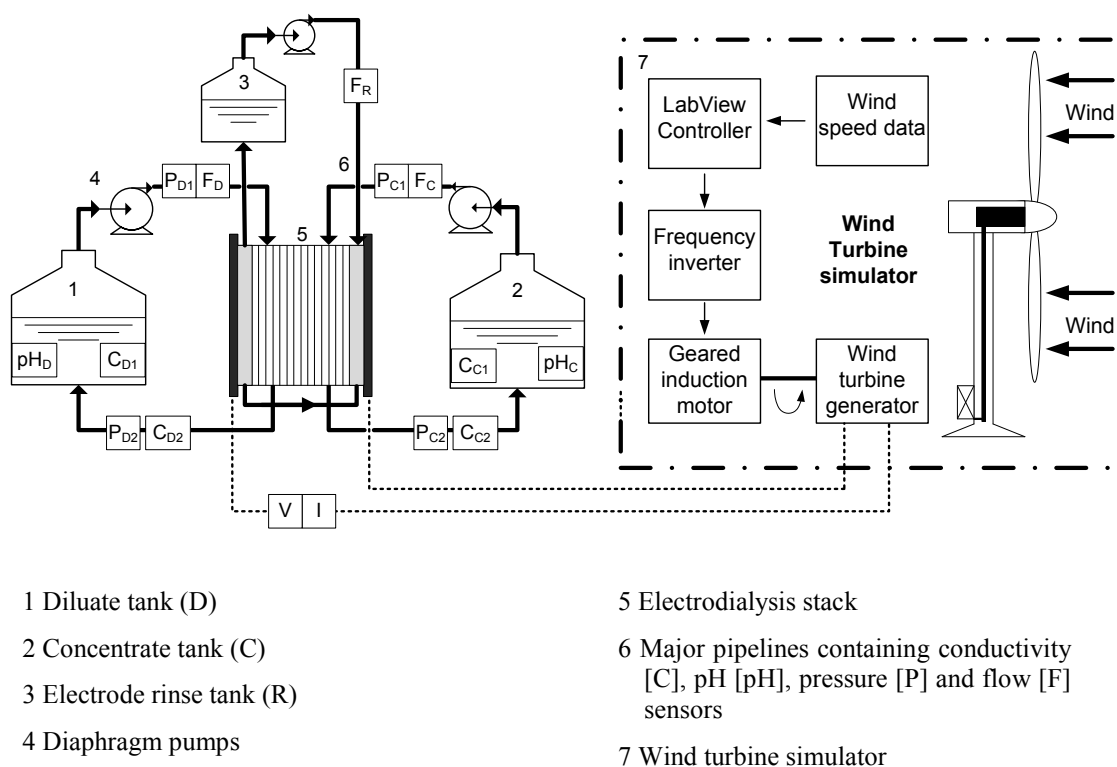 3
F_R
7
LabView
Controller
Wind
speed data
Wind
4
P_D1 F_D
6
P_C1 F_C
5
1
2
Frequency
inverter
Wind
Turbine
simulator
Wind
pH_D C_D1
C_C1 pH_C
Geared
induction
motor
Wind
turbine
generator
P_D2 C_D2
P_C2 C_C2
V I
1 Diluate tank (D)
2 Concentrate tank (C)
3 Electrode rinse tank (R)
4 Diaphragm pumps
5 Electrodialysis stack
6 Major pipelines containing conductivity
[C], pH [pH], pressure [P] and flow [F]
sensors
7 Wind turbine simulator